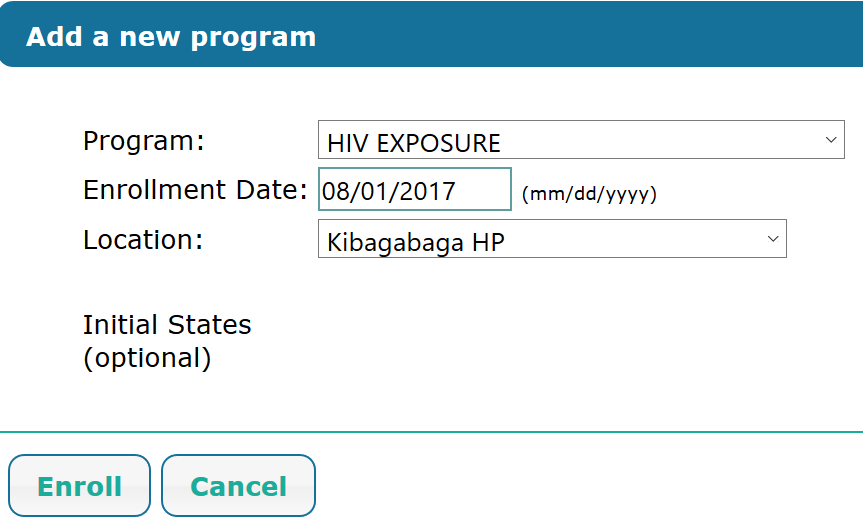 Add a new program
Program: HIV EXPOSURE
Enrollment Date: 08/01/2017 (mm/dd/yyyy)
Location: Kibagabaga HP
Initial States
(optional)
Enroll Cancel